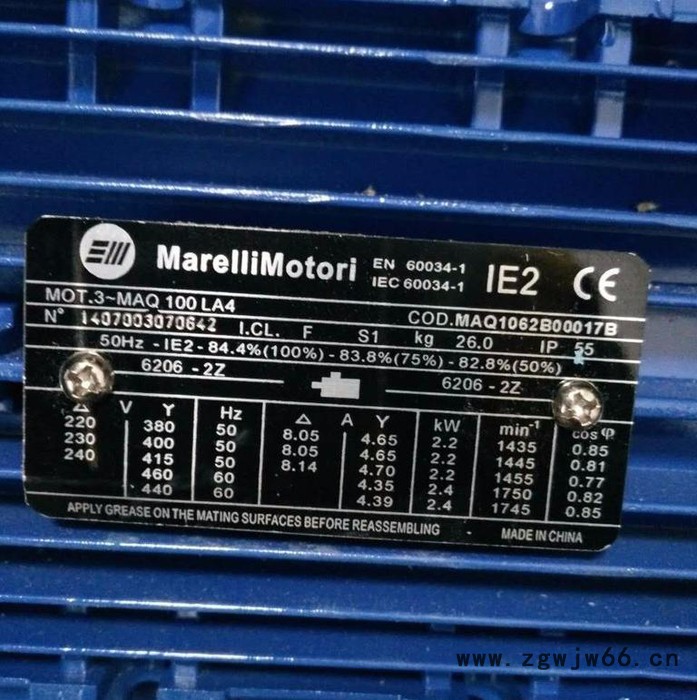 EM MarelliMotori EN 60034-1 IEC 60034-1 IE2 CE
MOT.3~MAQ 100 LA4 COD.MAQ1062B00017B
N° 1407003070642 I.CL. F S1 kg 26.0 IP 55
50Hz - IE2 - 84.4%(100%) - 83.8%(75%) - 82.8%(50%)
6206 - 2Z 6206 - 2Z
Δ V Y Hz Δ A Y kW min⁻¹ cos φ
220 380 50 8.05 4.65 2.2 1435 0.85
230 400 50 8.05 4.65 2.2 1445 0.81
240 415 50 8.14 4.70 2.2 1455 0.77
460 60 4.35 2.4 1750 0.82
440 60 4.39 2.4 1745 0.85
APPLY GREASE ON THE MATING SURFACES BEFORE REASSEMBLING - MADE IN CHINA
www.zgwjw66.cn